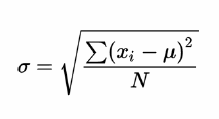 σ = √(∑(xᵢ − μ)² / N)